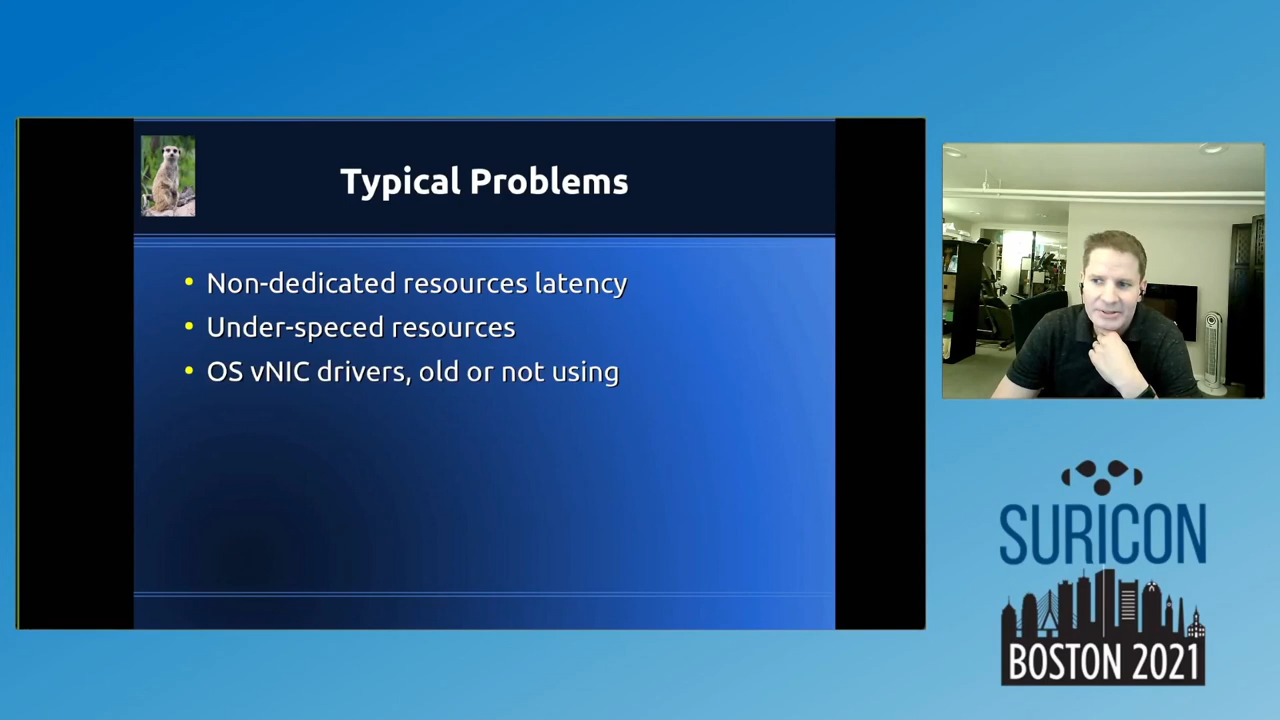 Typical Problems
Non-dedicated resources latency
Under-speced resources
OS vNIC drivers, old or not using
SURICON
BOSTON 2021